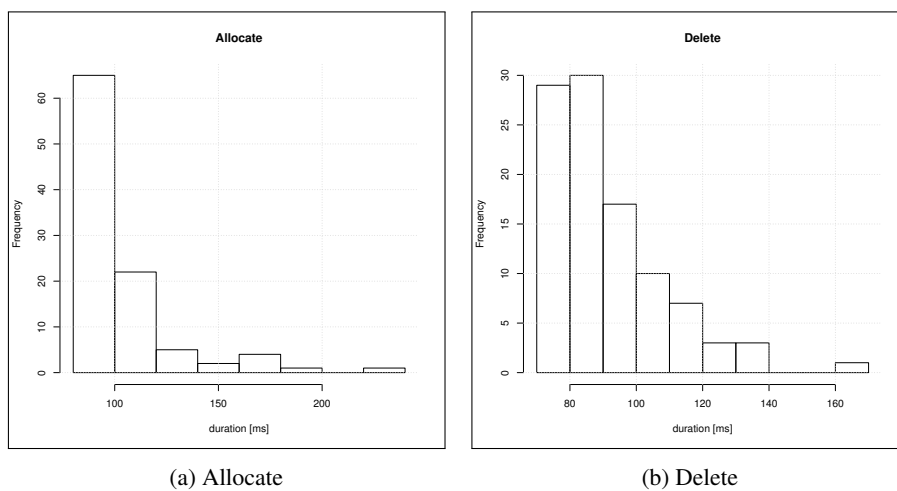 Allocate
Frequency
0 10 20 30 40 50 60
100 150 200
duration [ms]
(a) Allocate
Delete
Frequency
0 5 10 15 20 25 30
80 100 120 140 160
duration [ms]
(b) Delete